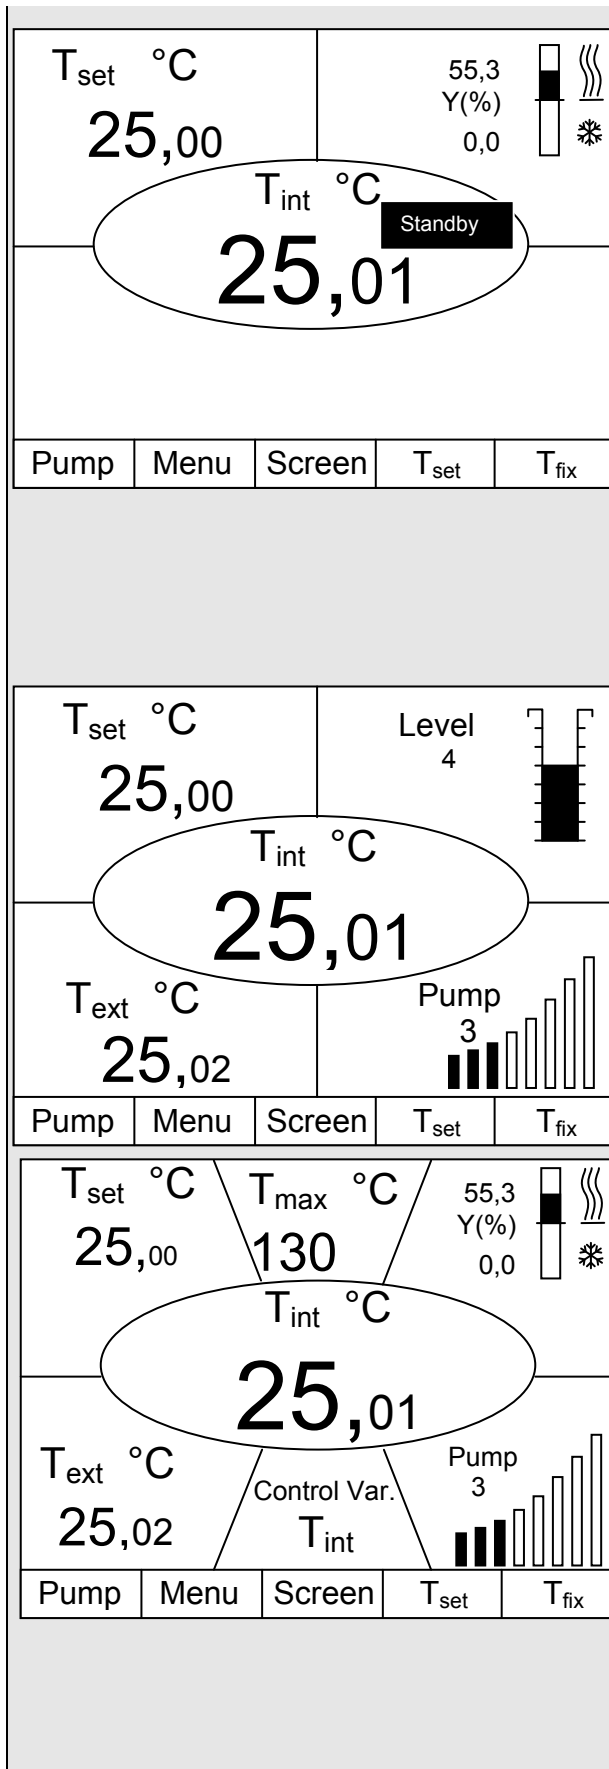 Tset °C
25,00
55,3
Y(%)
0,0
Tint °C
Standby
25,01
Pump Menu Screen Tset Tfix
Tset °C
25,00
Level
4
Tint °C
25,01
Text °C
25,02
Pump
3
Pump Menu Screen Tset Tfix
Tset °C
25,00
Tmax °C
130
55,3
Y(%)
0,0
Tint °C
25,01
Text °C
25,02
Control Var.
Tint
Pump
3
Pump Menu Screen Tset Tfix